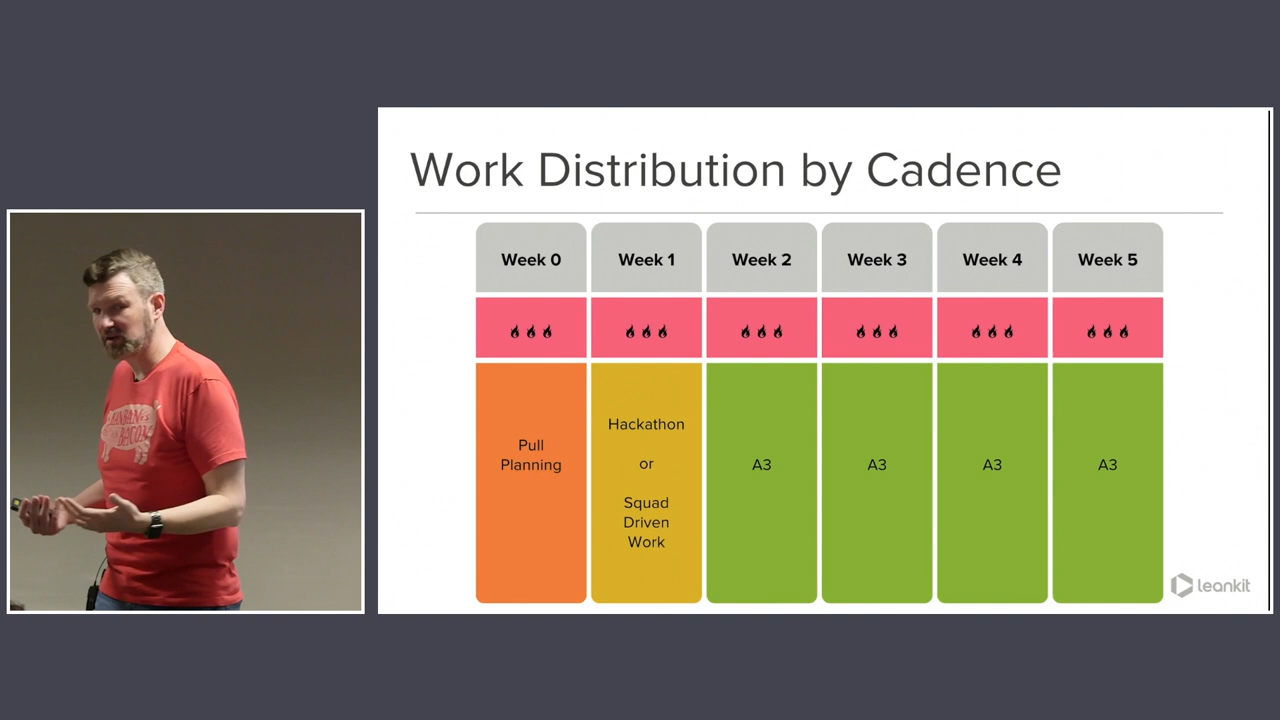 Work Distribution by Cadence
Week 0
Week 1
Week 2
Week 3
Week 4
Week 5
Pull
Planning
Hackathon
or
Squad
Driven
Work
A3
A3
A3
A3
leankit
BACON